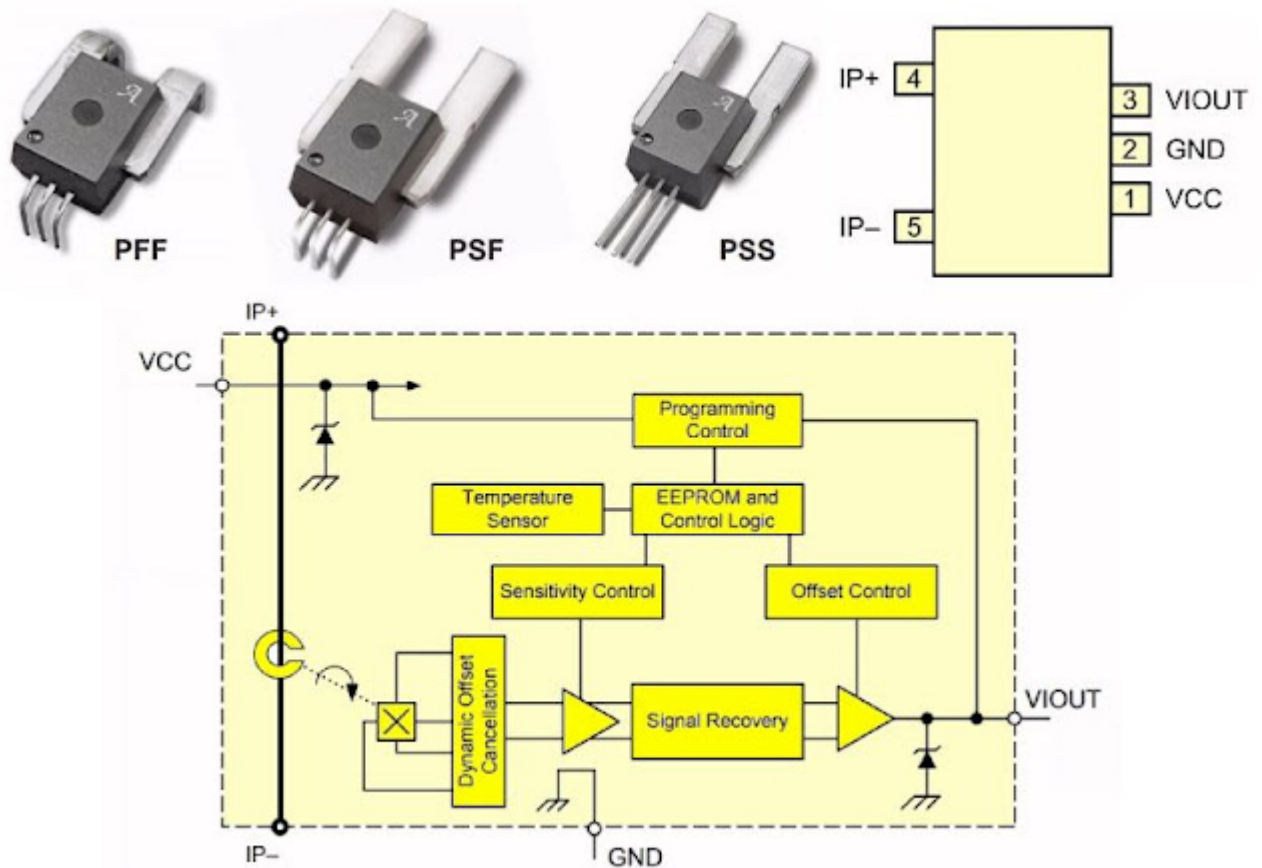 PFF
PSF
PSS
IP+
4
IP–
5
3
VIOUT
2
GND
1
VCC
IP+
VCC
Programming
Control
Temperature
Sensor
EEPROM and
Control Logic
Sensitivity Control
Offset Control
Dynamic Offset
Cancellation
Signal Recovery
VIOUT
IP–
GND